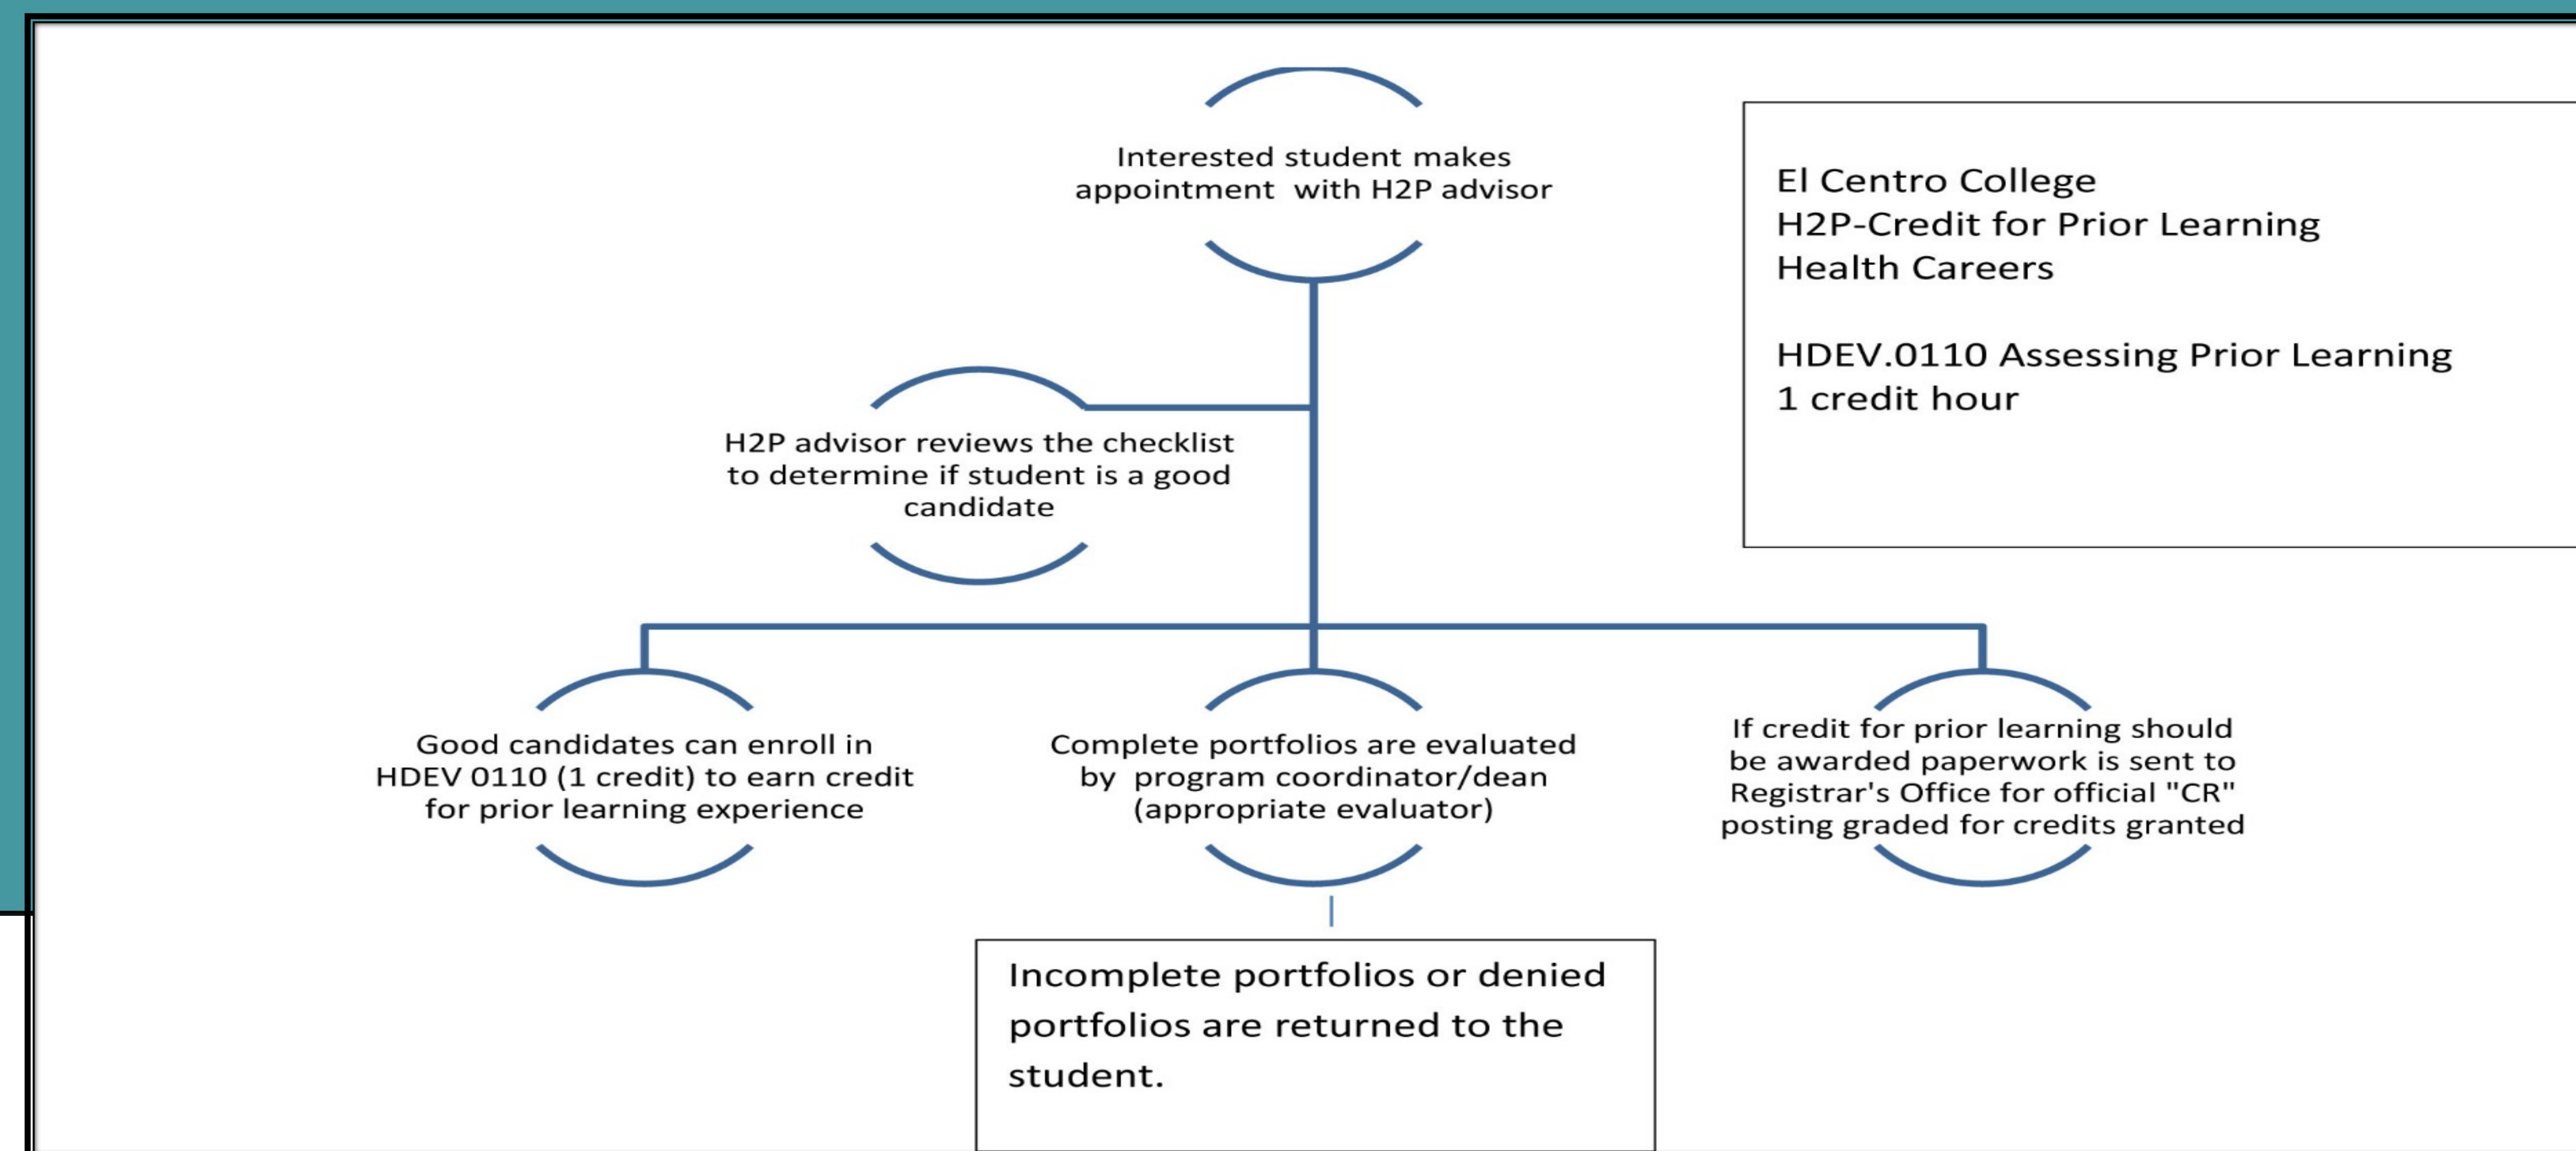 Interested student makes
appointment with H2P advisor
El Centro College
H2P-Credit for Prior Learning
Health Careers
HDEV.0110 Assessing Prior Learning
1 credit hour
H2P advisor reviews the checklist
to determine if student is a good
candidate
Good candidates can enroll in
HDEV 0110 (1 credit) to earn credit
for prior learning experience
Complete portfolios are evaluated
by program coordinator/dean
(appropriate evaluator)
If credit for prior learning should
be awarded paperwork is sent to
Registrar's Office for official "CR"
posting graded for credits granted
Incomplete portfolios or denied
portfolios are returned to the
student.